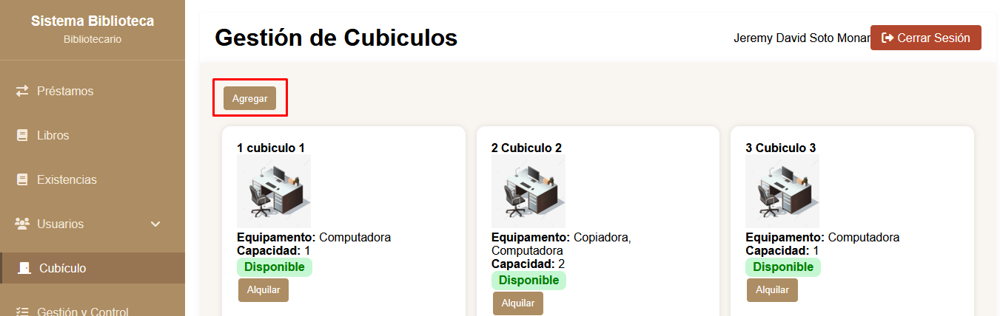 Sistema Biblioteca
Bibliotecario
Préstamos
Libros
Existencias
Usuarios
Cubículo
Gestión y Control
Gestión de Cubiculos
Jeremy David Soto Monar
Cerrar Sesión
Agregar
1 cubiculo 1
Equipamento: Computadora
Capacidad: 1
Disponible
Alquilar
2 Cubiculo 2
Equipamento: Copiadora,
Computadora
Capacidad: 2
Disponible
Alquilar
3 Cubiculo 3
Equipamento: Computadora
Capacidad: 1
Disponible
Alquilar